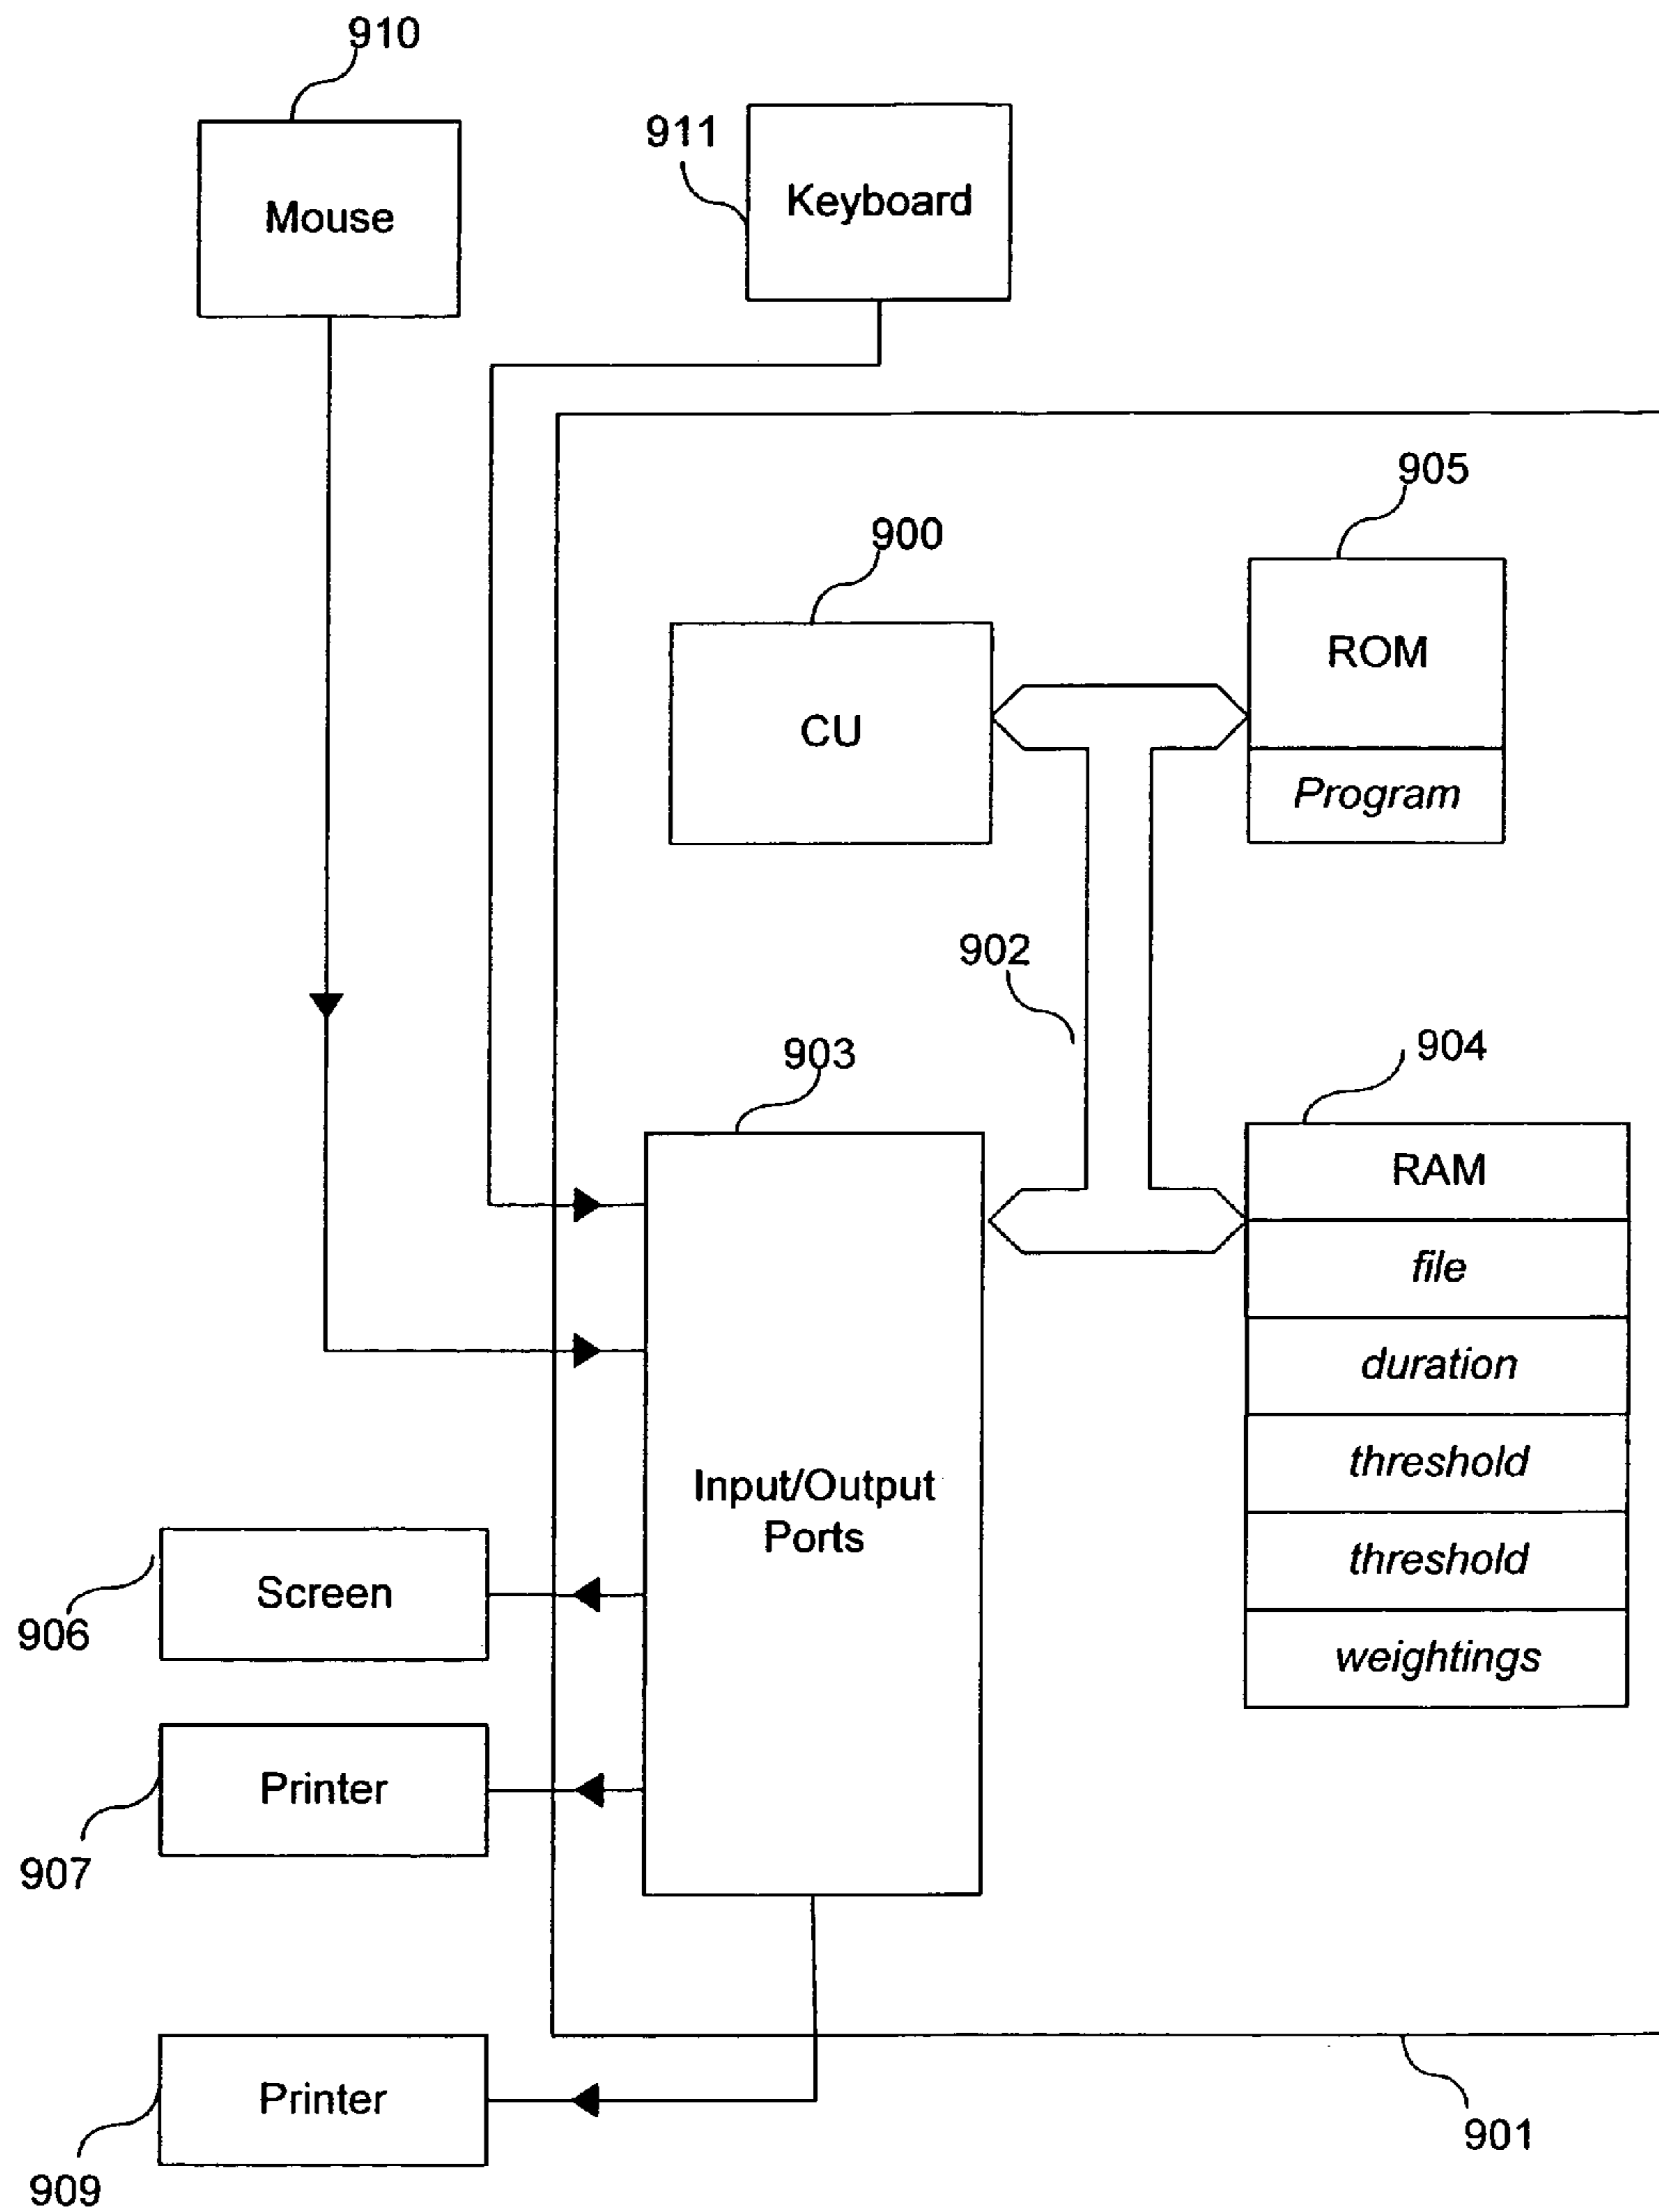 910
911
Mouse
Keyboard
905
900
ROM
CU
Program
902
903
904
RAM
file
duration
threshold
Input/Output
Ports
threshold
Screen
906
weightings
Printer
907
Printer
901
909